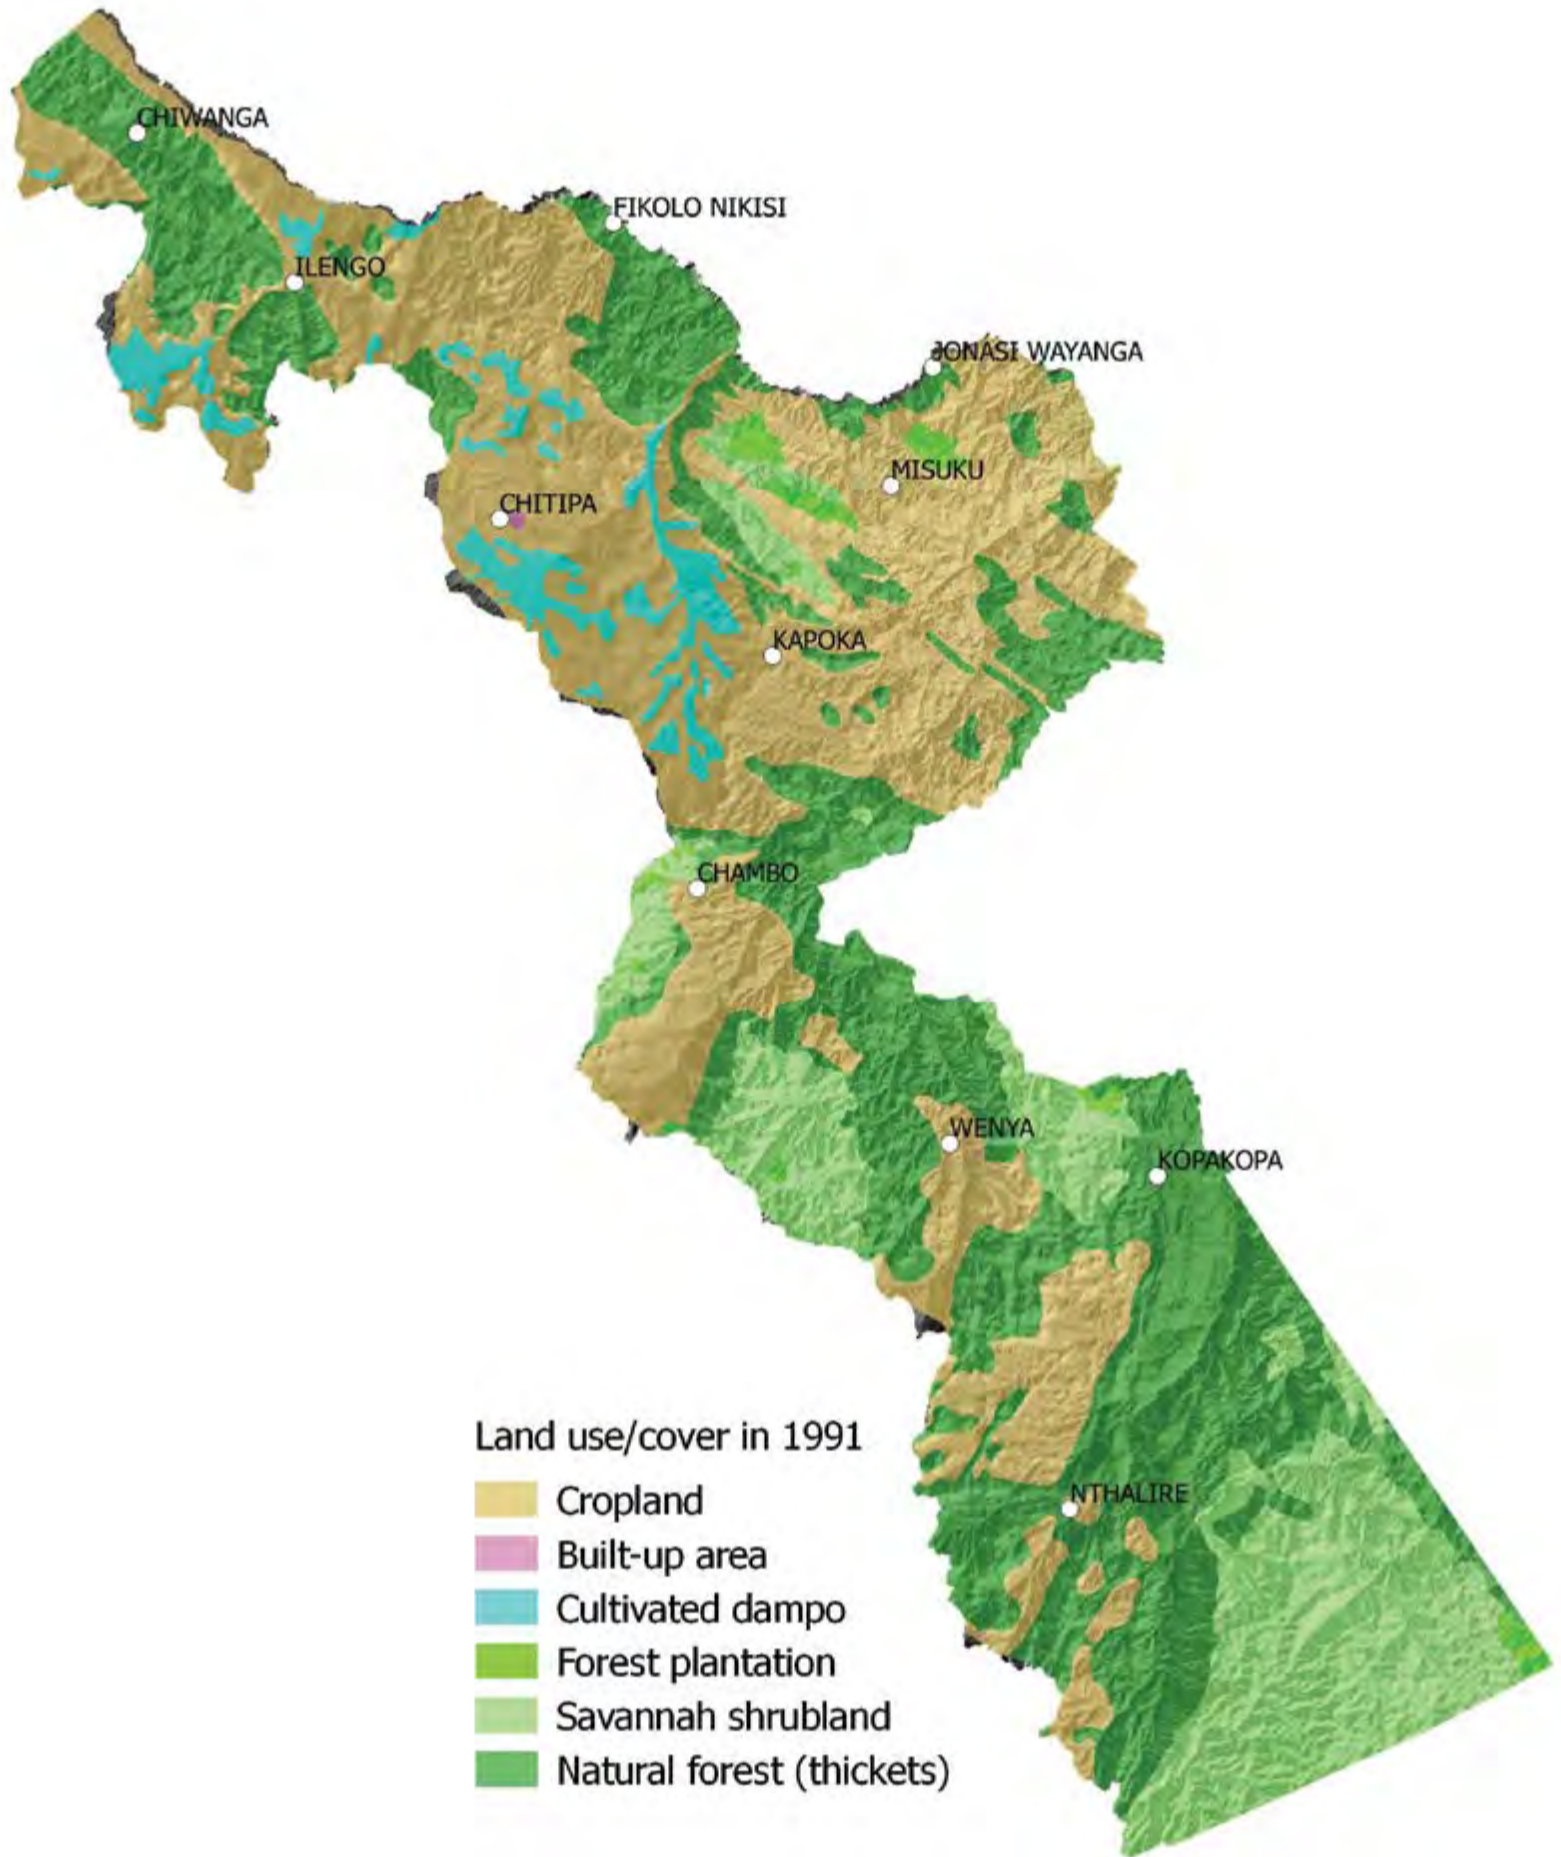 CHIWANGA
FIKOLO NIKISI
ILENGO
JONASI WAYANGA
MISUKU
CHITIPA
KAPOKA
CHAMBO
WENYA
KOPAKOPA
NTHALIRE
Land use/cover in 1991
Cropland
Built-up area
Cultivated dampo
Forest plantation
Savannah shrubland
Natural forest (thickets)